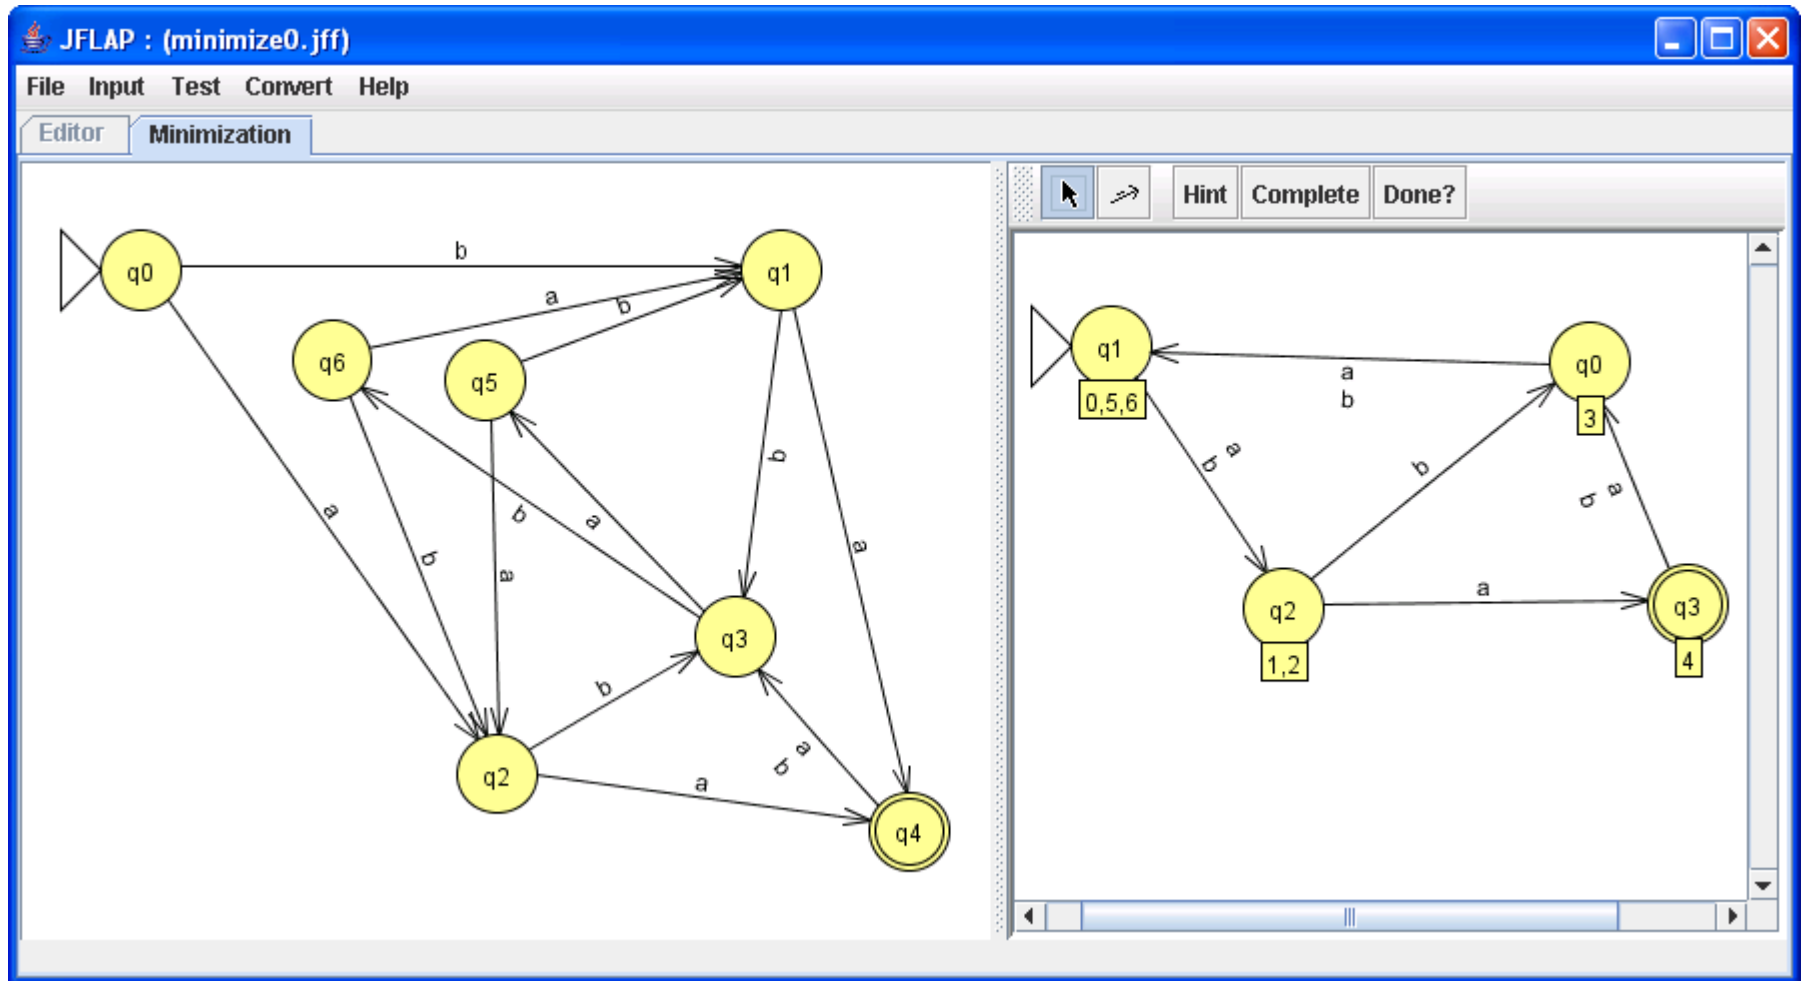 JFLAP : (minimize0.jff)
File Input Test Convert Help
Editor Minimization
Hint Complete Done?
b
q0
q1
a
b
q6
q5
a
b
b
a
b
a
a
q3
b
a
b
q2
a
q4
q1
0,5,6
q0
3
a
b
a
b
b
a
b
q2
1,2
a
q3
4